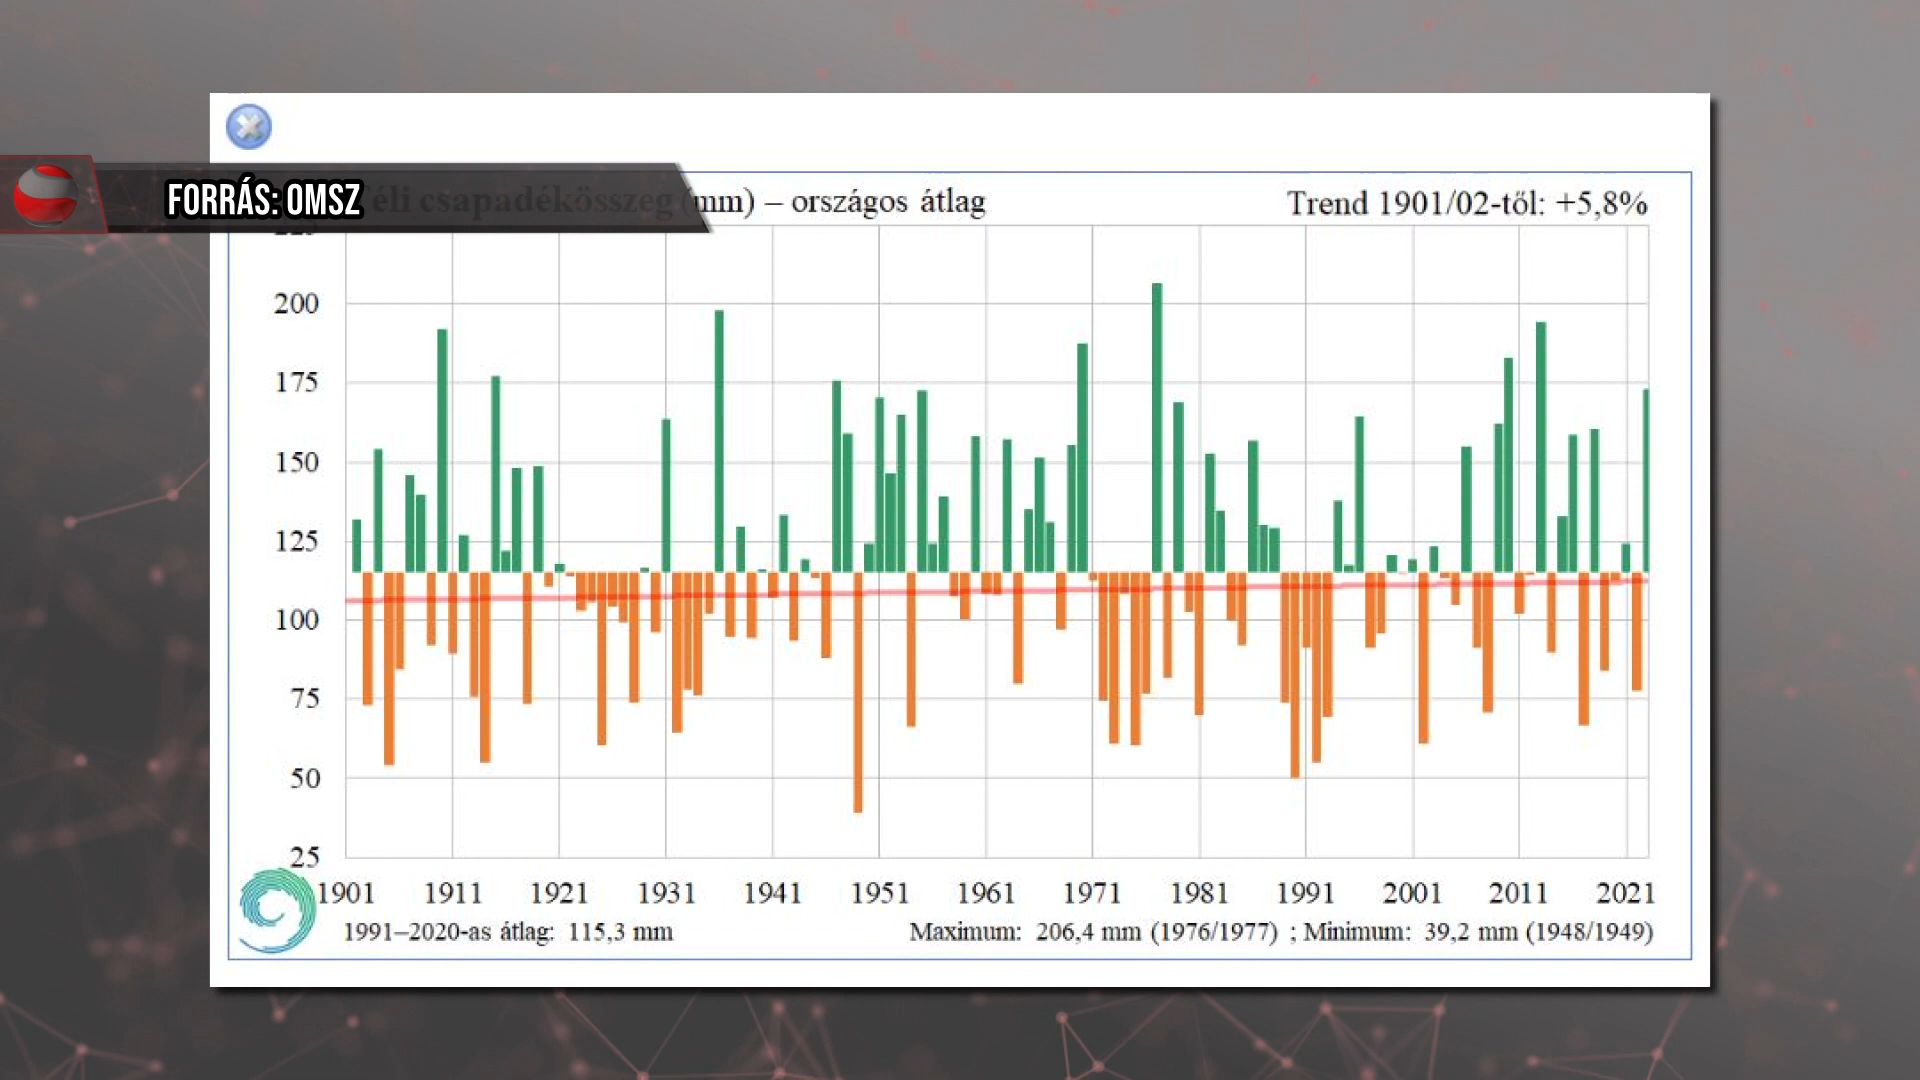 FORRÁS: OMSZ
Téli csapadékösszeg (mm) – országos átlag
Trend 1901/02-től: +5,8%
200
175
150
125
100
75
50
25
1901 1911 1921 1931 1941 1951 1961 1971 1981 1991 2001 2011 2021
1991–2020-as átlag: 115,3 mm
Maximum: 206,4 mm (1976/1977) ; Minimum: 39,2 mm (1948/1949)